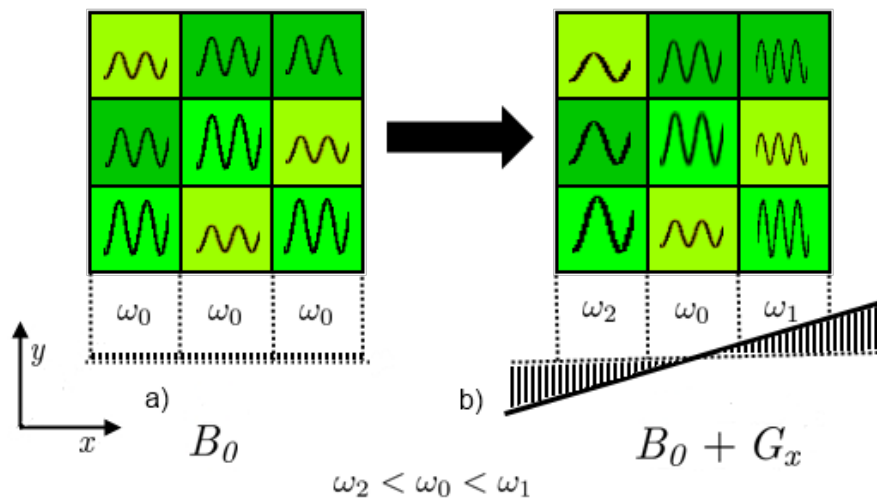 ω₀ ω₀ ω₀
ω₂ ω₀ ω₁
y
x
a)
b)
B₀
B₀ + Gₓ
ω₂ < ω₀ < ω₁